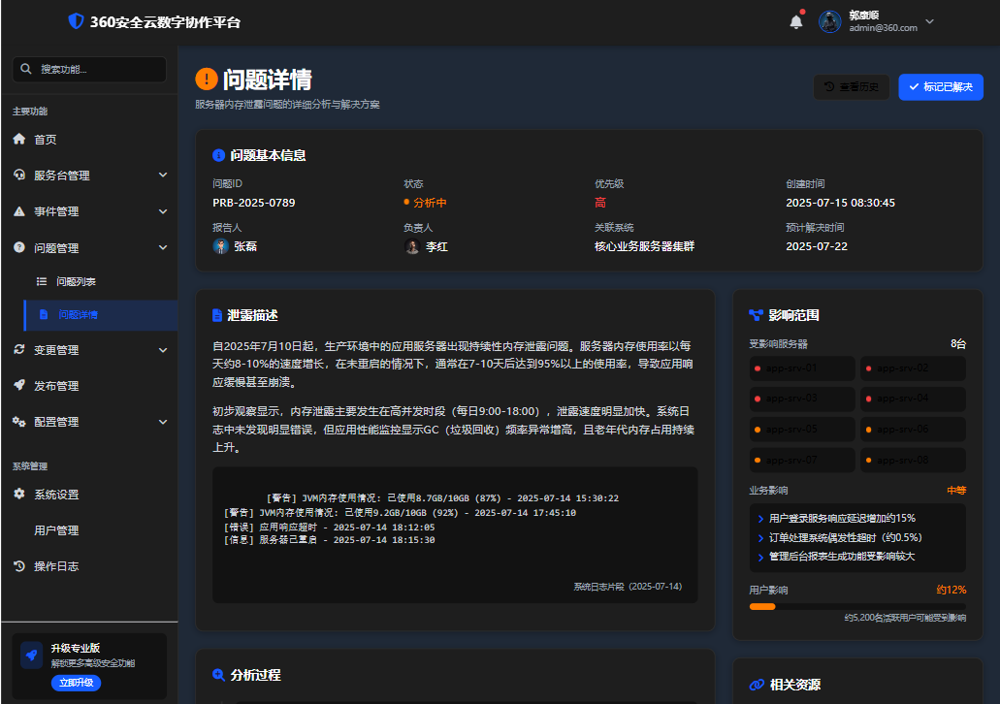 360安全云数字协作平台
郭康顺
admin@360.com
搜索功能...
主要功能
首页
服务台管理
事件管理
问题管理
问题列表
问题详情
变更管理
发布管理
配置管理
系统管理
系统设置
用户管理
操作日志
升级专业版
解锁更多高级安全功能
立即升级
问题详情
服务器内存泄露问题的详细分析与解决方案
查看历史
标记已解决
问题基本信息
问题ID
PRB-2025-0789
状态
分析中
优先级
高
创建时间
2025-07-15 08:30:45
报告人
张磊
负责人
李红
关联系统
核心业务服务器集群
预计解决时间
2025-07-22
泄露描述
自2025年7月10日起，生产环境中的应用服务器出现持续性内存泄露问题。服务器内存使用率以每
天约8-10%的速度增长，在未重启的情况下，通常在7-10天后达到95%以上的使用率，导致应用响
应缓慢甚至崩溃。
初步观察显示，内存泄露主要发生在高并发时段（每日9:00-18:00），泄露速度明显加快。系统日
志中未发现明显错误，但应用性能监控显示GC（垃圾回收）频率异常增高，且老年代内存占用持续
上升。
[警告] JVM内存使用情况: 已使用8.7GB/10GB (87%) - 2025-07-14 15:30:22
[警告] JVM内存使用情况: 已使用9.2GB/10GB (92%) - 2025-07-14 17:45:10
[错误] 应用响应超时 - 2025-07-14 18:12:05
[信息] 服务器已重启 - 2025-07-14 18:15:30
系统日志片段（2025-07-14）
分析过程
影响范围
受影响服务器
8台
app-srv-01
app-srv-02
app-srv-03
app-srv-04
app-srv-05
app-srv-06
app-srv-07
app-srv-08
业务影响
中等
用户登录服务响应延迟增加约15%
订单处理系统偶发性超时（约0.5%）
管理后台报表生成功能受影响较大
用户影响
约12%
约5,200名活跃用户可能受到影响
相关资源